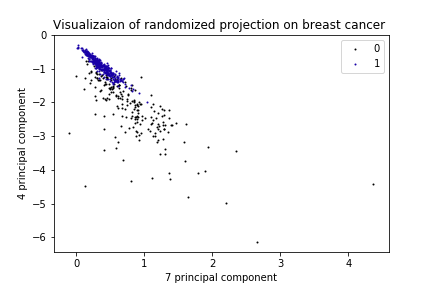 Visualizaion of randomized projection on breast cancer
0
1
0
−1
−2
−3
−4
−5
−6
4 principal component
0 1 2 3 4
7 principal component